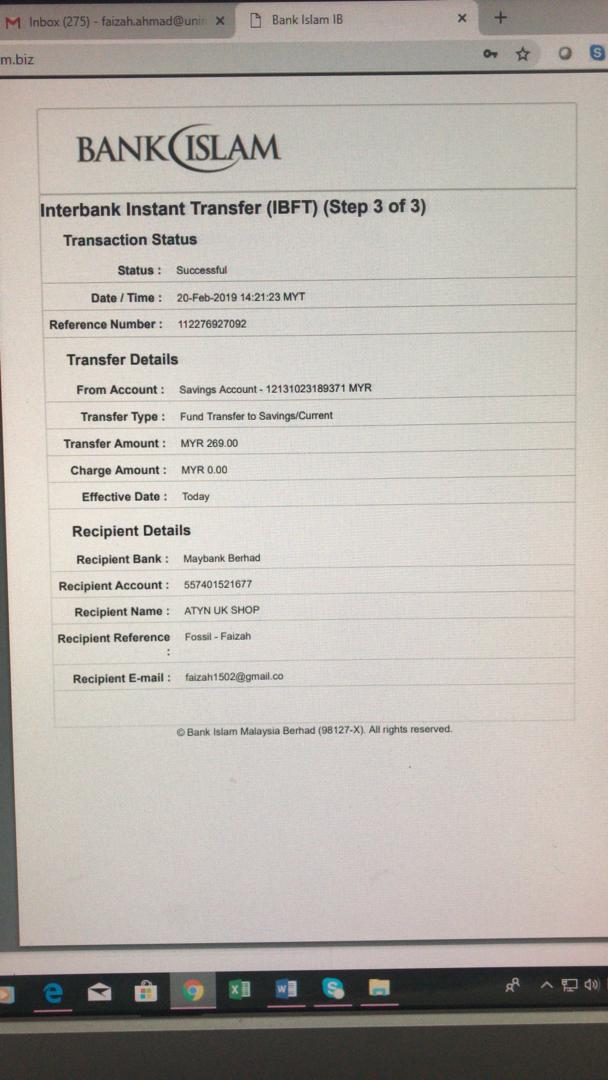 Inbox (275) - faizah.ahmad@unir
Bank Islam IB
m.biz
BANK ISLAM
Interbank Instant Transfer (IBFT) (Step 3 of 3)
Transaction Status
Status : Successful
Date / Time : 20-Feb-2019 14:21:23 MYT
Reference Number : 112276927092
Transfer Details
From Account : Savings Account - 12131023189371 MYR
Transfer Type : Fund Transfer to Savings/Current
Transfer Amount : MYR 269.00
Charge Amount : MYR 0.00
Effective Date : Today
Recipient Details
Recipient Bank : Maybank Berhad
Recipient Account : 557401521677
Recipient Name : ATYN UK SHOP
Recipient Reference Fossil - Faizah
:
Recipient E-mail : faizah1502@gmail.co
© Bank Islam Malaysia Berhad (98127-X). All rights reserved.